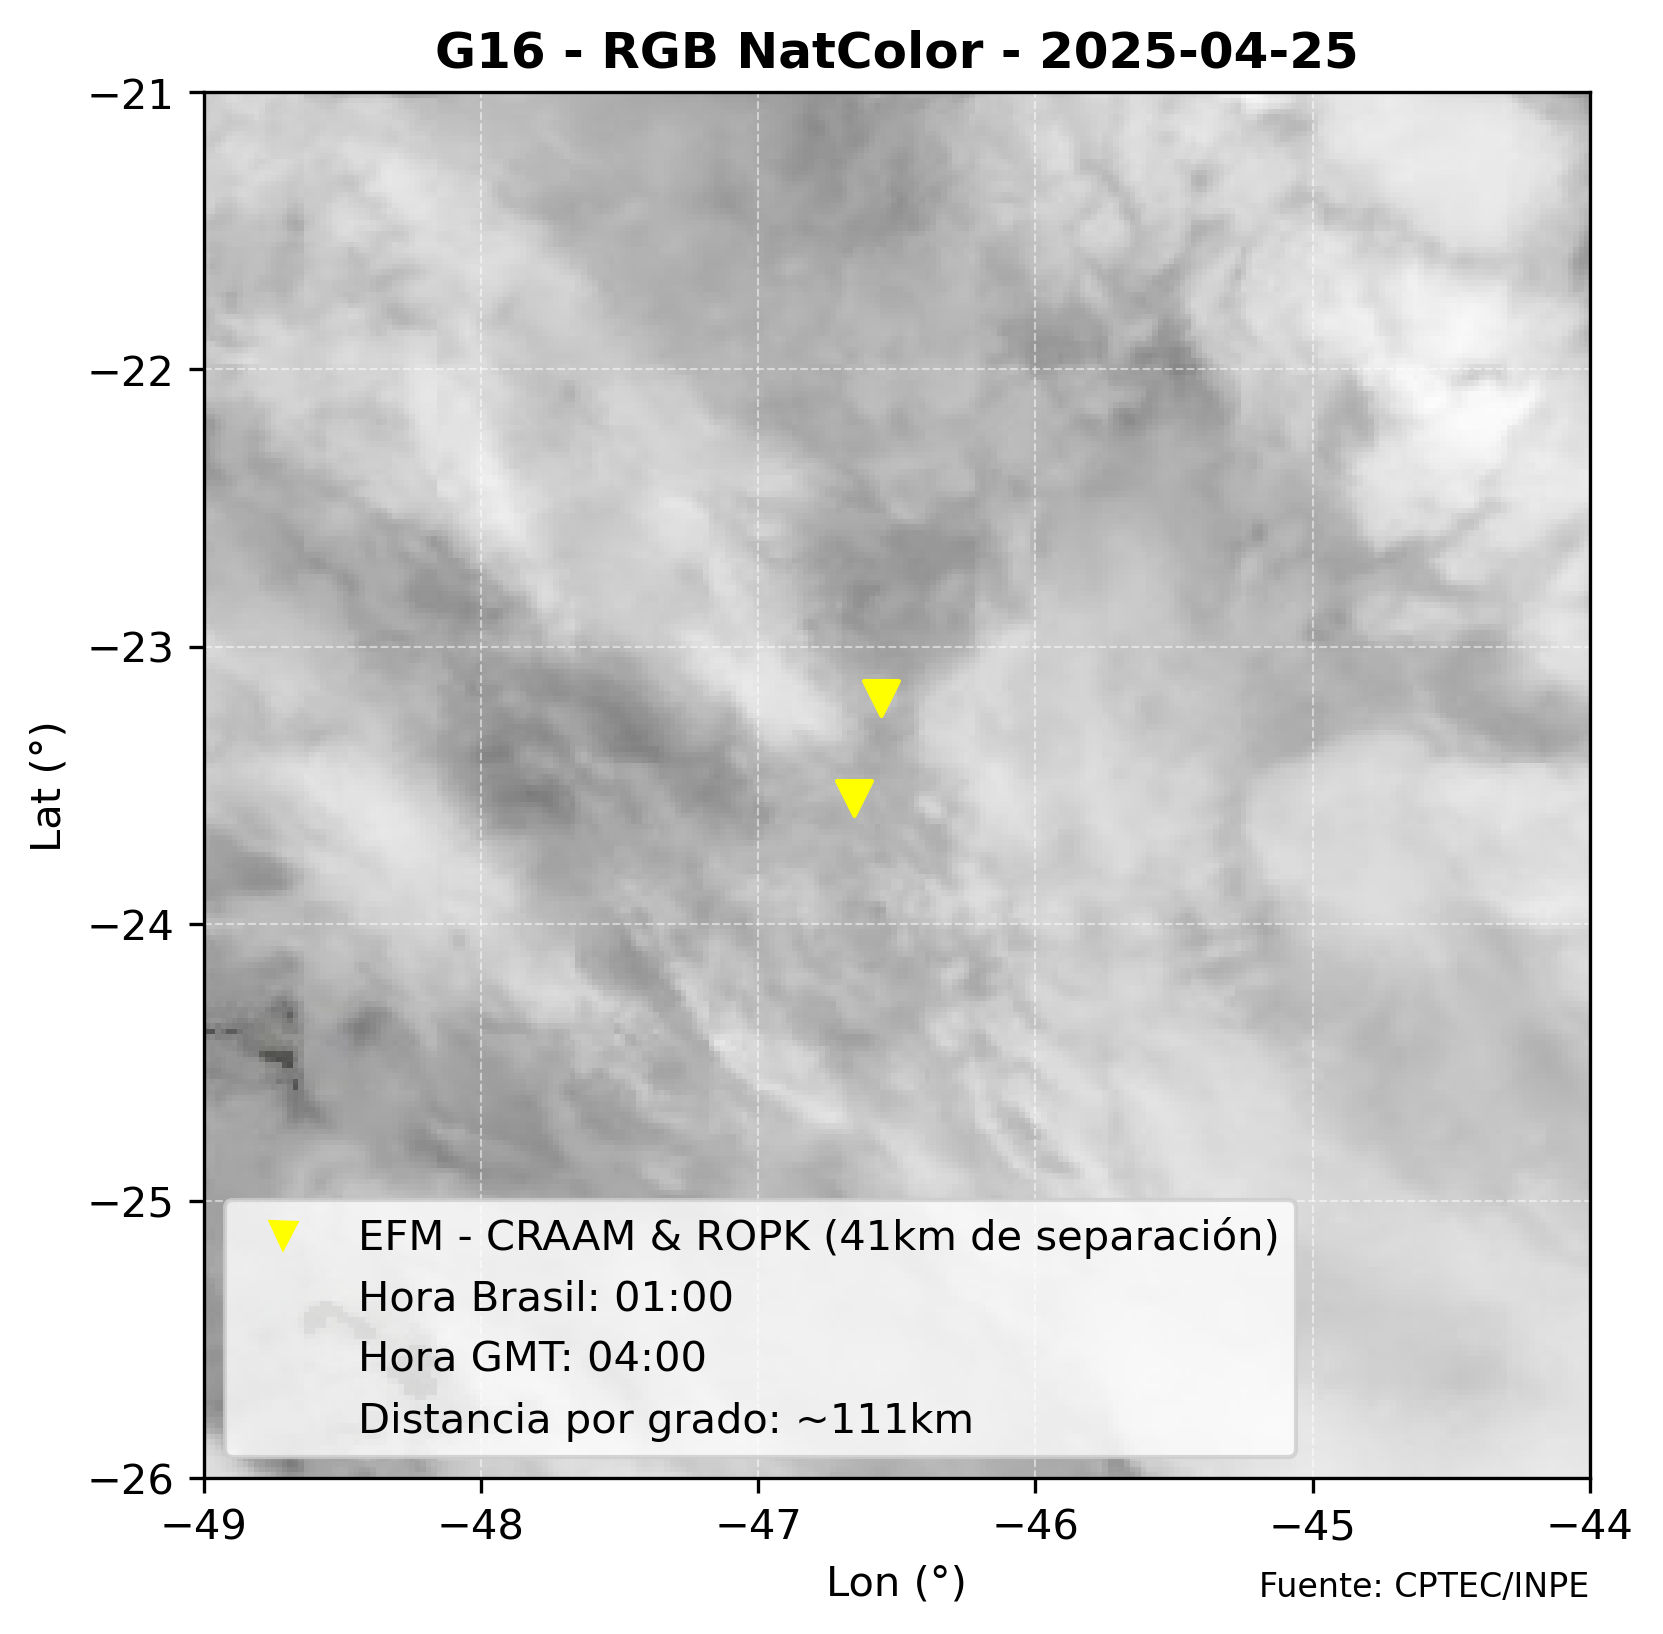 G16 - RGB NatColor - 2025-04-25
−21
−22
−23
−24
−25
−26
Lat (°)
EFM - CRAAM & ROPK (41km de separación)
Hora Brasil: 01:00
Hora GMT: 04:00
Distancia por grado: ~111km
−49 −48 −47 −46 −45 −44
Lon (°)
Fuente: CPTEC/INPE